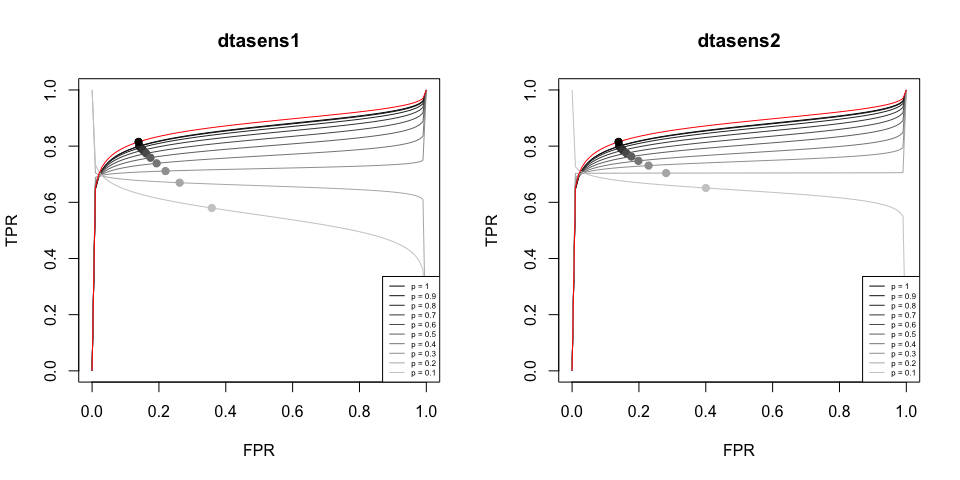 dtasens1
TPR
1.0
0.8
0.6
0.4
0.2
0.0
p = 1
p = 0.9
p = 0.8
p = 0.7
p = 0.6
p = 0.5
p = 0.4
p = 0.3
p = 0.2
p = 0.1
0.0 0.2 0.4 0.6 0.8 1.0
FPR
dtasens2
TPR
1.0
0.8
0.6
0.4
0.2
0.0
p = 1
p = 0.9
p = 0.8
p = 0.7
p = 0.6
p = 0.5
p = 0.4
p = 0.3
p = 0.2
p = 0.1
0.0 0.2 0.4 0.6 0.8 1.0
FPR